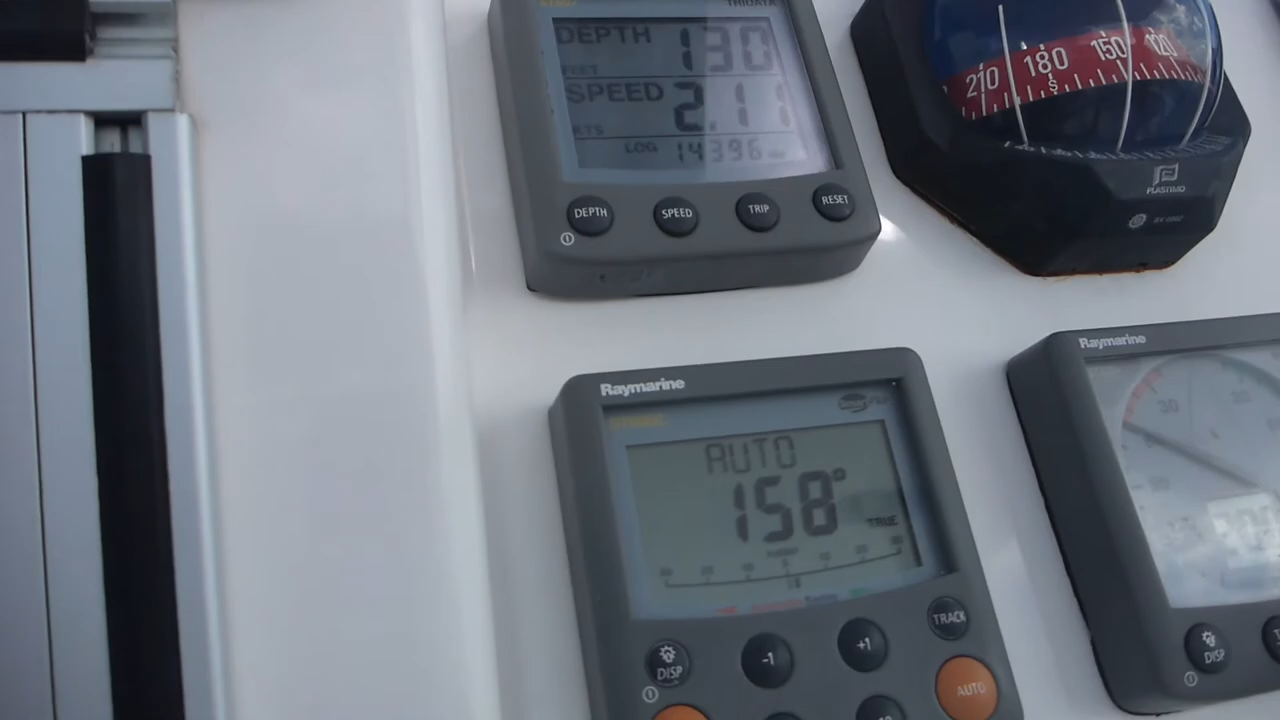 TRIDATA
DEPTH 130
FEET
SPEED 2.11
KTS
LOG 14396
DEPTH SPEED TRIP RESET
210 180 150 120
S
PLASTIMO
Raymarine
AUTO
158°
TRUE
DISP -1 +1 TRACK
AUTO
Raymarine
30
DISP